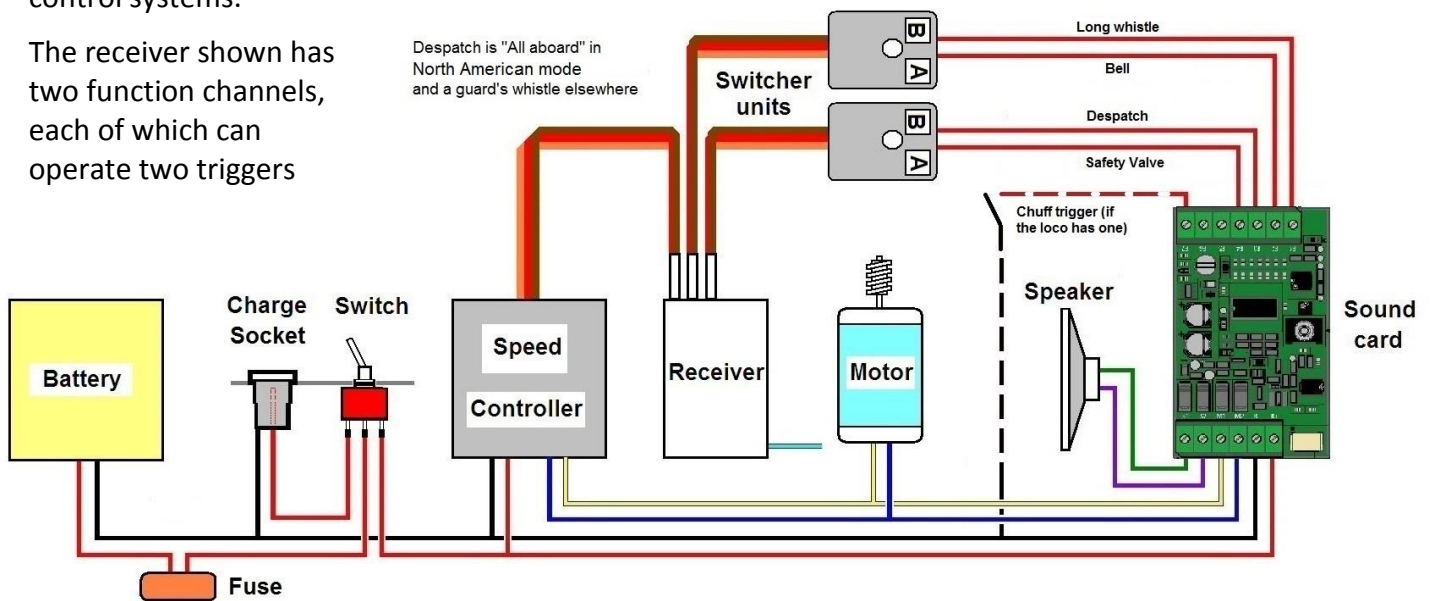 control systems.
The receiver shown has
two function channels,
each of which can
operate two triggers
Despatch is "All aboard" in
North American mode
and a guard's whistle elsewhere
Switcher
units
B
A
B
A
Long whistle
Bell
Despatch
Safety Valve
Chuff trigger (if
the loco has one)
Charge
Socket
Switch
Battery
Speed
Controller
Receiver
Motor
Speaker
Sound
card
Fuse